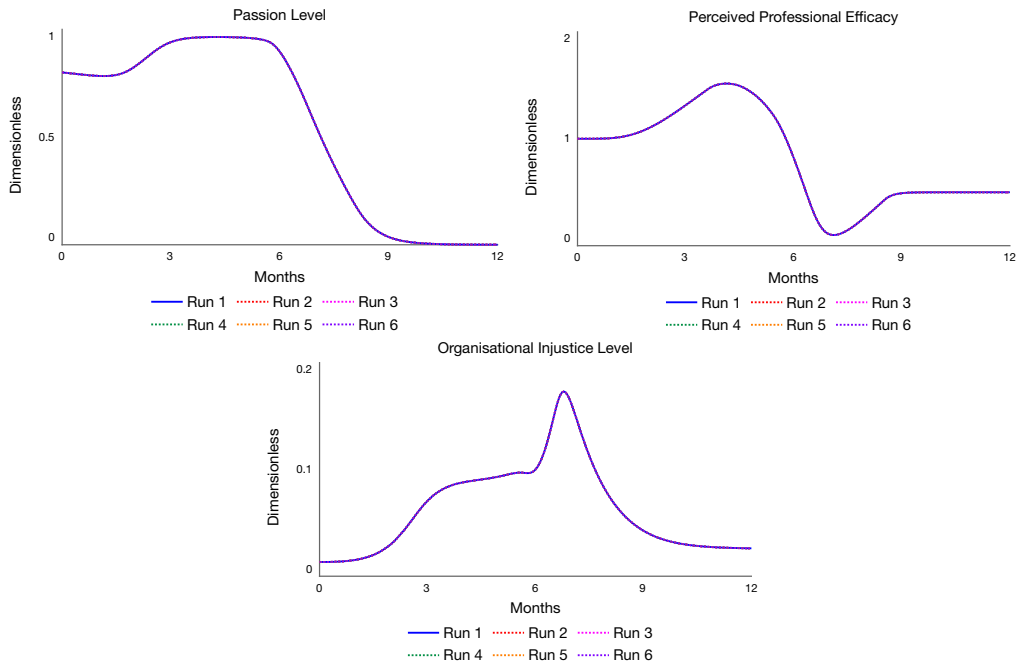 Passion Level
1
0.5
0
Dimensionless
0 3 6 9 12
Months
Run 1 Run 2 Run 3
Run 4 Run 5 Run 6
Perceived Professional Efficacy
2
1
0
Dimensionless
0 3 6 9 12
Months
Run 1 Run 2 Run 3
Run 4 Run 5 Run 6
Organisational Injustice Level
0.2
0.1
0
Dimensionless
0 3 6 9 12
Months
Run 1 Run 2 Run 3
Run 4 Run 5 Run 6